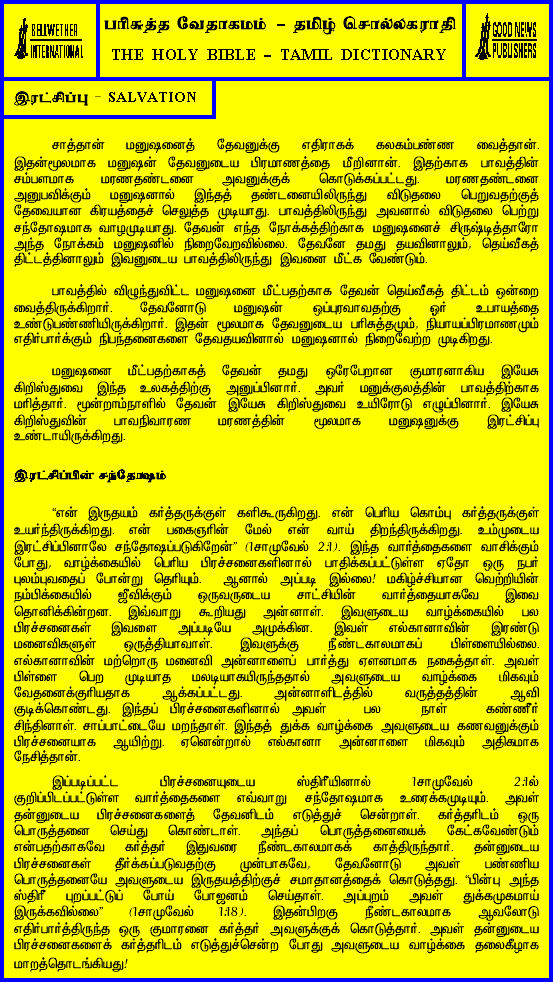 BELLWETHER
INTERNATIONAL
பரிசுத்த வேதாகமம் - தமிழ் சொல்லகராதி
THE HOLY BIBLE - TAMIL DICTIONARY
GOOD NEWS
PUBLISHERS
இரட்சிப்பு - SALVATION
சாத்தான் மனுஷனைத் தேவனுக்கு எதிராகக் கலகம்பண்ண வைத்தான்.
இதன்மூலமாக மனுஷன் தேவனுடைய பிரமாணத்தை மீறினான். இதற்காக பாவத்தின்
சம்பளமாக மரணதண்டனை அவனுக்குக் கொடுக்கப்பட்டது. மரணதண்டனை
அனுபவிக்கும் மனுஷனால் இந்தத் தண்டனையிலிருந்து விடுதலை பெறுவதற்குத்
தேவையான கிரயத்தைச் செலுத்த முடியாது. பாவத்திலிருந்து அவனால் விடுதலை பெற்று
சந்தோஷமாக வாழமுடியாது. தேவன் எந்த நோக்கத்திற்காக மனுஷனைச் சிருஷ்டித்தாரோ
அந்த நோக்கம் மனுஷனில் நிறைவேறவில்லை. தேவனே தமது தயவினாலும், தெய்வீகத்
திட்டத்தினாலும் இவனுடைய பாவத்திலிருந்து இவனை மீட்க வேண்டும்.
பாவத்தில் விழுந்துவிட்ட மனுஷனை மீட்பதற்காக தேவன் தெய்வீகத் திட்டம் ஒன்றை
வைத்திருக்கிறார். தேவனோடு மனுஷன் ஒப்புரவாவதற்கு ஓர் உபாயத்தை
உண்டுபண்ணியிருக்கிறார். இதன் மூலமாக தேவனுடைய பரிசுத்தமும், நியாயப்பிரமாணமும்
எதிர்பார்க்கும் நிபந்தனைகளை தேவதயவினால் மனுஷனால் நிறைவேற்ற முடிகிறது.
மனுஷனை மீட்பதற்காகத் தேவன் தமது ஒரேபேறான குமாரனாகிய இயேசு
கிறிஸ்துவை இந்த உலகத்திற்கு அனுப்பினார். அவர் மனுக்குலத்தின் பாவத்திற்காக
மரித்தார். மூன்றாம்நாளில் தேவன் இயேசு கிறிஸ்துவை உயிரோடு எழுப்பினார். இயேசு
கிறிஸ்துவின் பாவநிவாரண மரணத்தின் மூலமாக மனுஷனுக்கு இரட்சிப்பு
உண்டாயிருக்கிறது.
இரட்சிப்பின் சந்தோஷம்
“என் இருதயம் கர்த்தருக்குள் களிகூருகிறது. என் பெரிய கொம்பு கர்த்தருக்குள்
உயர்ந்திருக்கிறது. என் பகைஞரின் மேல் என் வாய் திறந்திருக்கிறது. உம்முடைய
இரட்சிப்பினாலே சந்தோஷப்படுகிறேன்” (1சாமுவேல் 2:1). இந்த வார்த்தைகளை வாசிக்கும்
போது, வாழ்க்கையில் பெரிய பிரச்சனைகளினால் பாதிக்கப்பட்டுள்ள ஏதோ ஒரு நபர்
புலம்புவதைப் போன்று தெரியும். ஆனால் அப்படி இல்லை! மகிழ்ச்சியான வெற்றியின்
நம்பிக்கையில் ஜீவிக்கும் ஒருவருடைய சாட்சியின் வார்த்தையாகவே இவை
தொனிக்கின்றன. இவ்வாறு கூறியது அன்னாள். இவளுடைய வாழ்க்கையில் பல
பிரச்சனைகள் இவளை அப்படியே அமுக்கின. இவள் எல்கானாவின் இரண்டு
மனைவிகளுள் ஒருத்தியாவாள். இவளுக்கு நீண்டகாலமாகப் பிள்ளையில்லை.
எல்கானாவின் மற்றொரு மனைவி அன்னாளைப் பார்த்து ஏளனமாக நகைத்தாள். அவள்
பிள்ளை பெற முடியாத மலடியாகயிருந்ததால் அவளுடைய வாழ்க்கை மிகவும்
வேதனைக்குரியதாக ஆக்கப்பட்டது. அன்னாளிடத்தில் வருத்தத்தின் ஆவி
குடிக்கொண்டது. இந்தப் பிரச்சனைகளினால் அவள் பல நாள் கண்ணீர்
சிந்தினாள். சாப்பாட்டையே மறந்தாள். இந்தத் துக்க வாழ்க்கை அவளுடைய கணவனுக்கும்
பிரச்சனையாக ஆயிற்று. ஏனென்றால் எல்கானா அன்னாளை மிகவும் அதிகமாக
நேசித்தான்.
இப்படிப்பட்ட பிரச்சனையுடைய ஸ்திரீயினால் 1சாமுவேல் 2:1ல்
குறிப்பிடப்பட்டுள்ள வார்த்தைகளை எவ்வாறு சந்தோஷமாக உரைக்கமுடியும். அவள்
தன்னுடைய பிரச்சனைகளைத் தேவனிடம் எடுத்துச் சென்றாள். கர்த்தரிடம் ஒரு
பொருத்தனை செய்து கொண்டாள். அந்தப் பொருத்தனையைக் கேட்கவேண்டும்
என்பதற்காகவே கர்த்தர் இதுவரை நீண்டகாலமாகக் காத்திருந்தார். தன்னுடைய
பிரச்சனைகள் தீர்க்கப்படுவதற்கு முன்பாகவே, தேவனோடு அவள் பண்ணிய
பொருத்தனையே அவளுடைய இருதயத்திற்குச் சமாதானத்தைக் கொடுத்தது. “பின்பு அந்த
ஸ்திரீ புறப்பட்டுப் போய் போஜனம் செய்தாள். அப்புறம் அவள் துக்கமுகமாய்
இருக்கவில்லை” (1சாமுவேல் 1:18). இதன்பிறகு நீண்டகாலமாக ஆவலோடு
எதிர்பார்த்திருந்த ஒரு குமாரனை கர்த்தர் அவளுக்குக் கொடுத்தார். அவள் தன்னுடைய
பிரச்சனைகளைக் கர்த்தரிடம் எடுத்துச்சென்ற போது அவளுடைய வாழ்க்கை தலைகீழாக
மாறத்தொடங்கியது!